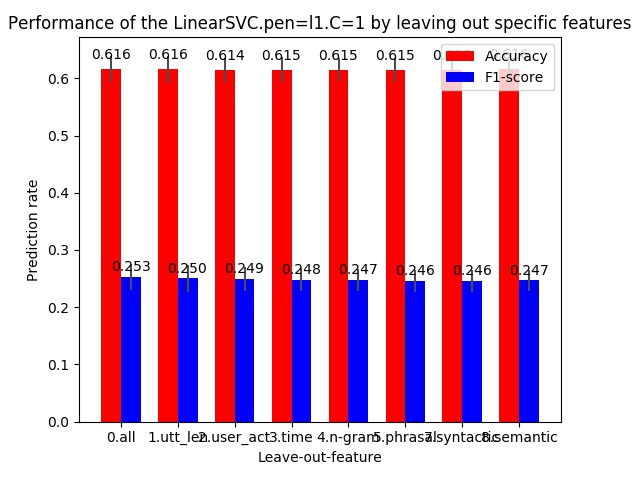 Performance of the LinearSVC.pen=l1.C=1 by leaving out specific features
0.616 0.616 0.614 0.615 0.615 0.615
Accuracy
F1-score
0.253 0.250 0.249 0.248 0.247 0.246 0.246 0.247
Prediction rate
0.6
0.5
0.4
0.3
0.2
0.1
0.0
0.all 1.utt_len 2.user_act 3.time 4.n-gram 5.phrasal 7.syntactic 8.semantic
Leave-out-feature